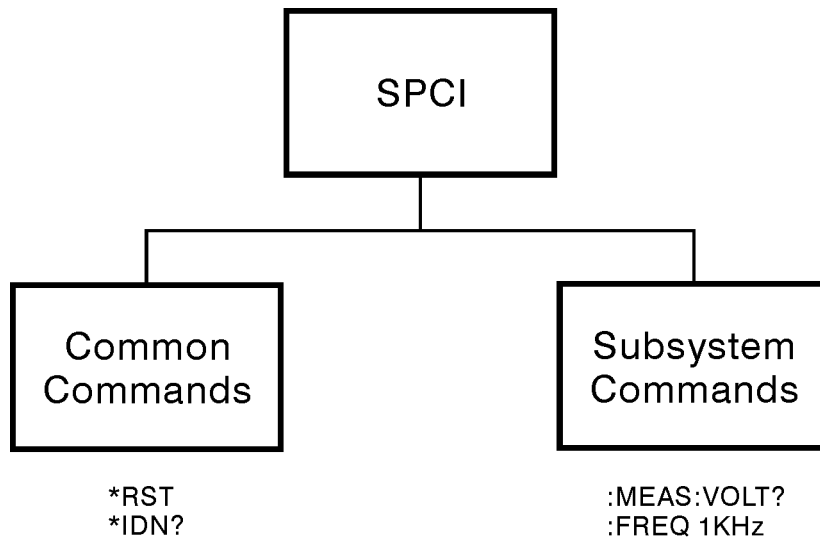 SPCI
Common
Commands
Subsystem
Commands
*RST
*IDN?
:MEAS:VOLT?
:FREQ 1KHz